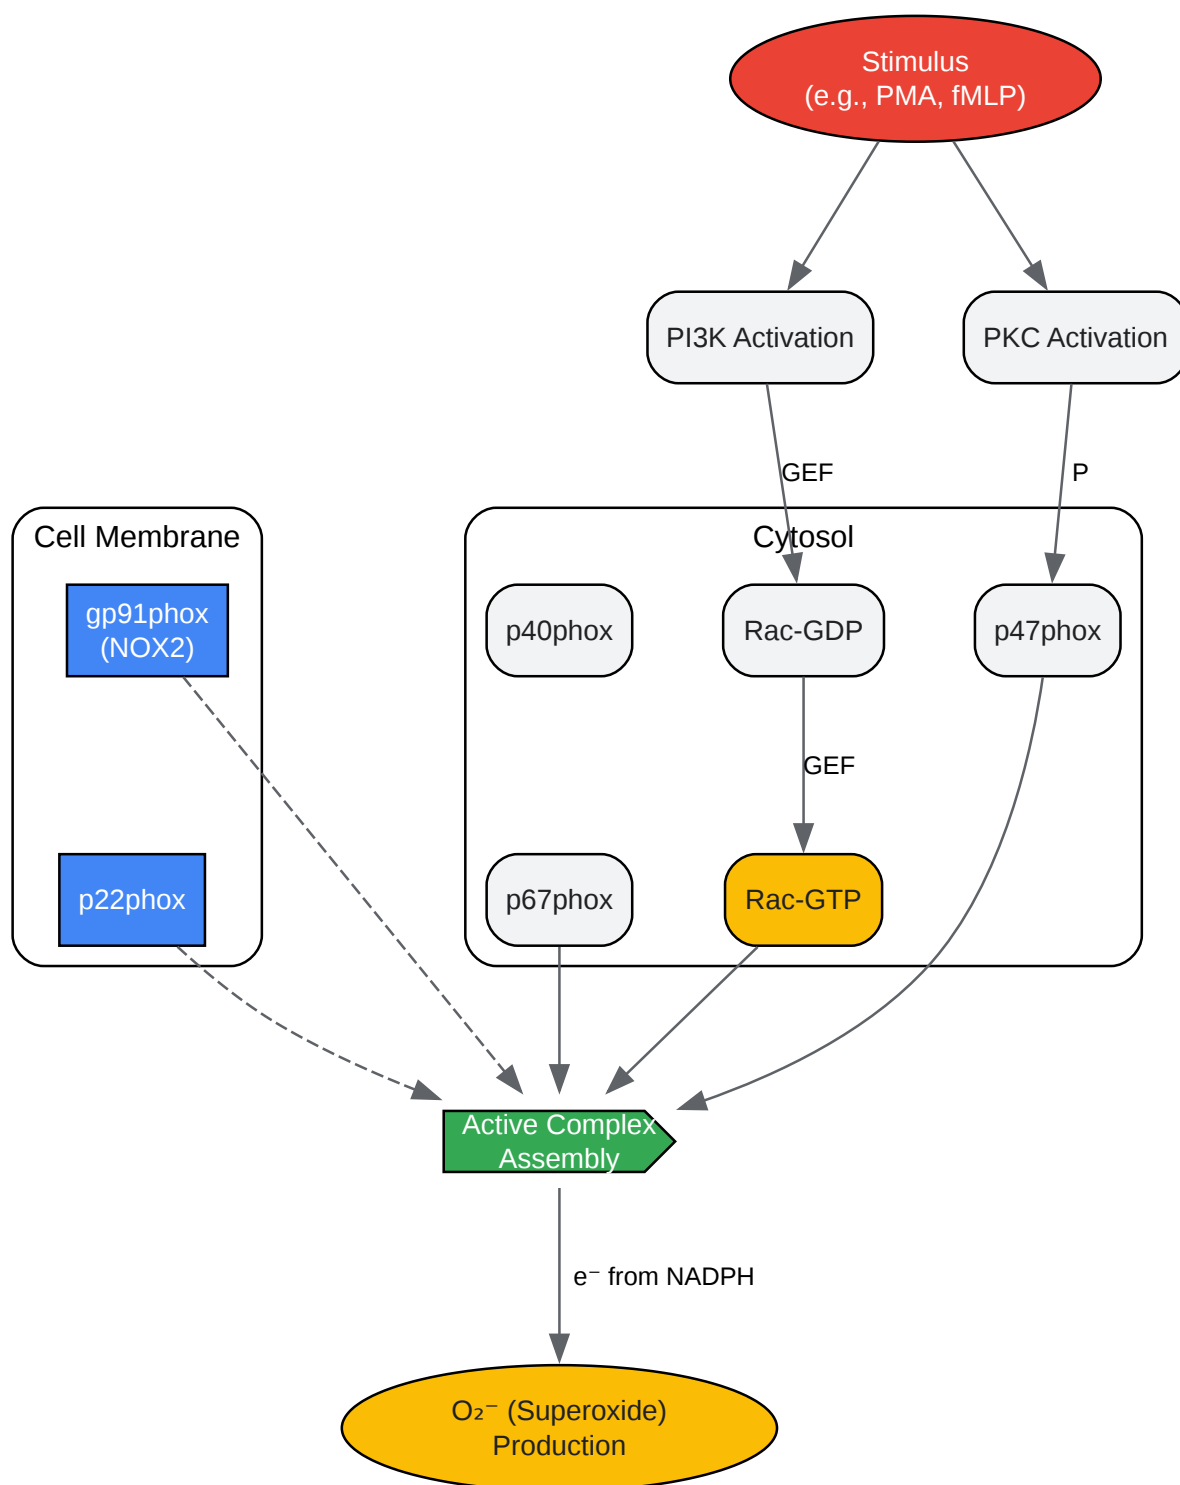 Stimulus
(e.g., PMA, fMLP)
PI3K Activation
PKC Activation
GEF
P
Cell Membrane
Cytosol
gp91phox
(NOX2)
p40phox
Rac-GDP
p47phox
GEF
p22phox
p67phox
Rac-GTP
Active Complex
Assembly
e⁻ from NADPH
O₂⁻ (Superoxide)
Production